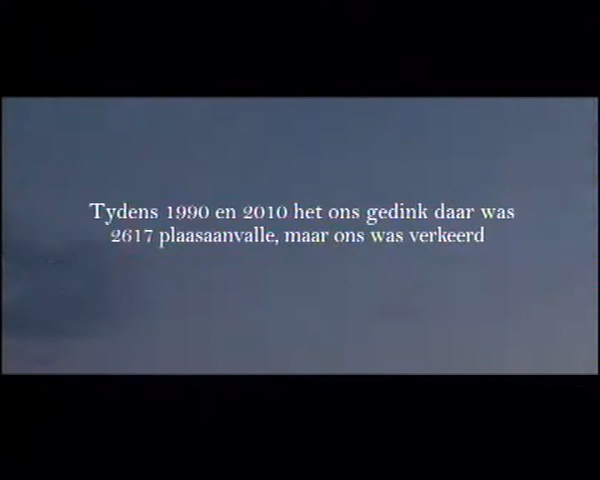 Tydens 1990 en 2010 het ons gedink daar was
2617 plaasaanvalle, maar ons was verkeerd